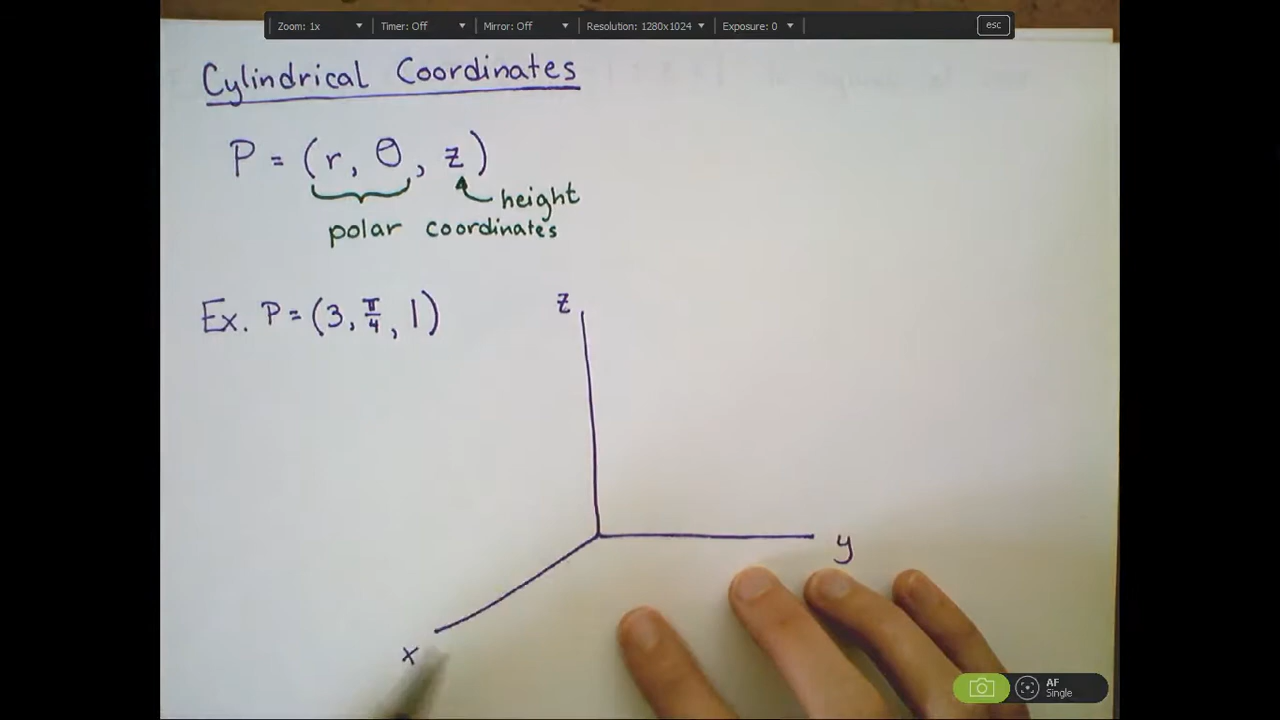 Zoom: 1x Timer: Off Mirror: Off Resolution: 1280x1024 Exposure: 0 esc
Cylindrical Coordinates
P = (r, θ, z)
height
polar coordinates
Ex. P = (3, π/4, 1)
z
y
x
AF
Single